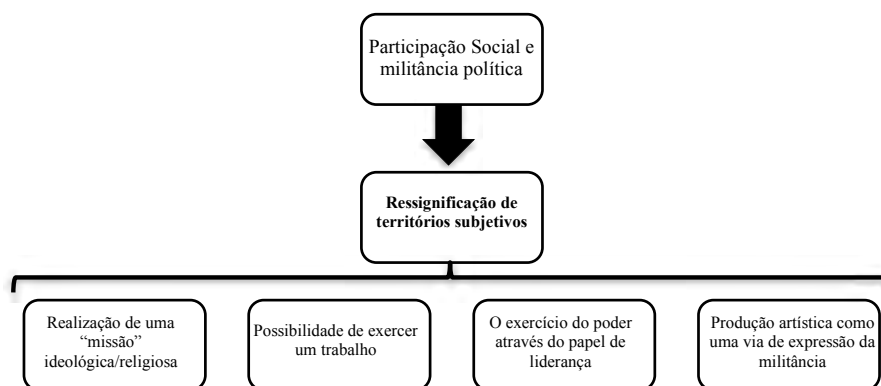 Participação Social e
militância política
Ressignificação de
territórios subjetivos
Realização de uma
“missão”
ideológica/religiosa
Possibilidade de exercer
um trabalho
O exercício do poder
através do papel de
liderança
Produção artística como
uma via de expressão da
militância